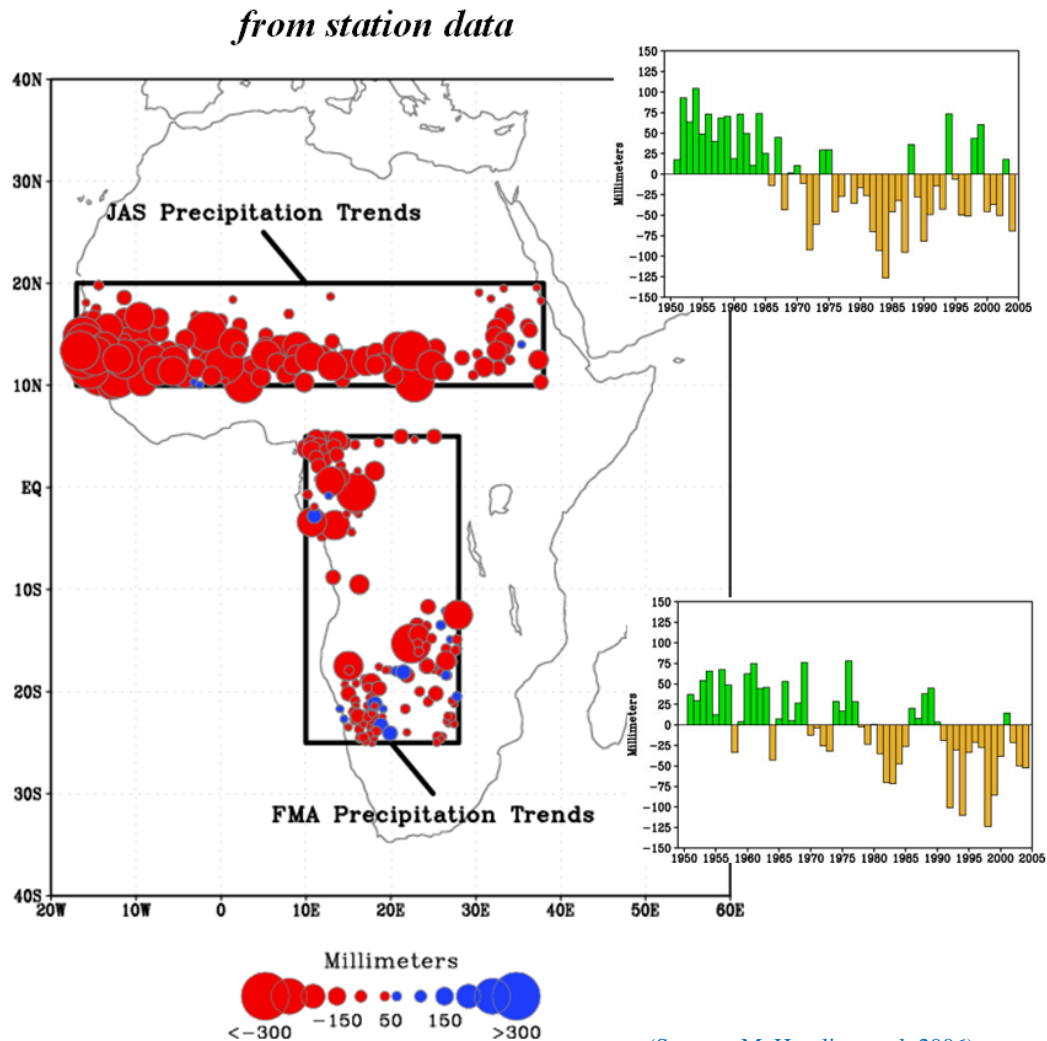 from station data
40N
30N
20N
10N
EQ
10S
20S
30S
40S
20W 10W 0 10E 20E 30E 40E 50E 60E
JAS Precipitation Trends
FMA Precipitation Trends
Millimeters
<-300 -150 50 150 >300
Millimeters
150
125
100
75
50
25
0
-25
-50
-75
-100
-125
-150
1950 1955 1960 1965 1970 1975 1980 1985 1990 1995 2000 2005
Millimeters
150
125
100
75
50
25
0
-25
-50
-75
-100
-125
-150
1950 1955 1960 1965 1970 1975 1980 1985 1990 1995 2000 2005
2006)